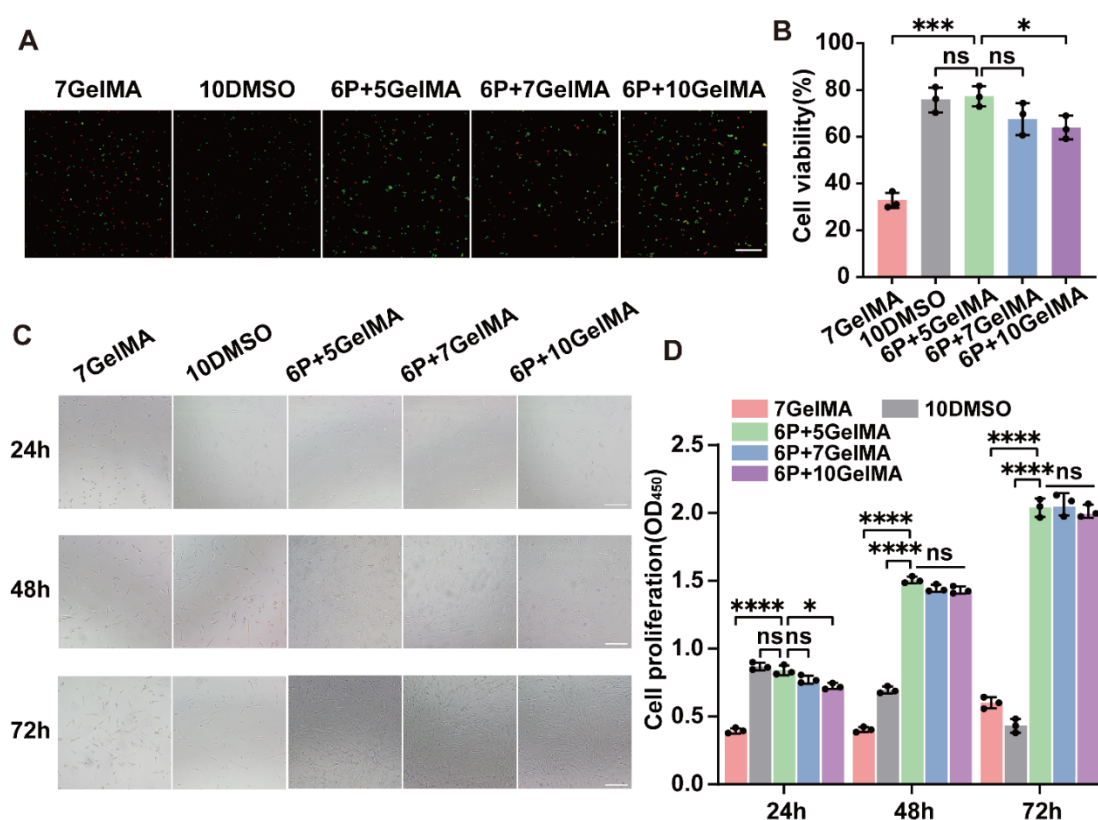 A
7GelMA 10DMSO 6P+5GelMA 6P+7GelMA 6P+10GelMA
B
Cell viability(%)
100
80
60
40
20
0
***
*
ns
ns
7GelMA
10DMSO
6P+5GelMA
6P+7GelMA
6P+10GelMA
C
7GelMA
10DMSO
6P+5GelMA
6P+7GelMA
6P+10GelMA
24h
48h
72h
D
7GelMA
10DMSO
6P+5GelMA
6P+7GelMA
6P+10GelMA
Cell proliferation(OD450)
2.5
2.0
1.5
1.0
0.5
0.0
****
*
ns
ns
****
****
ns
****
****
ns
24h 48h 72h